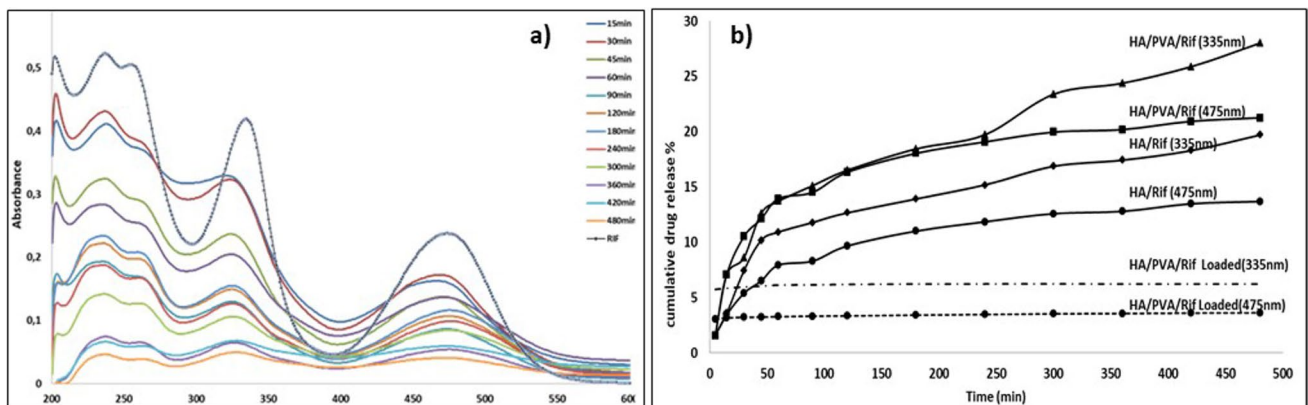 a)
15min
30min
45min
60min
90min
120min
180min
240min
300min
360min
420min
480min
RIF
Absorbance
0,5
0,4
0,3
0,2
0,1
0
200
250
300
350
400
450
500
550
b)
30
25
20
15
10
5
0
cumulative drug release %
HA/PVA/Rif (335nm)
HA/PVA/Rif (475nm)
HA/Rif (335nm)
HA/Rif (475nm)
HA/PVA/Rif Loaded(335nm)
HA/PVA/Rif Loaded(475nm)
0 50 100 150 200 250 300 350 400 450 500
Time (min)